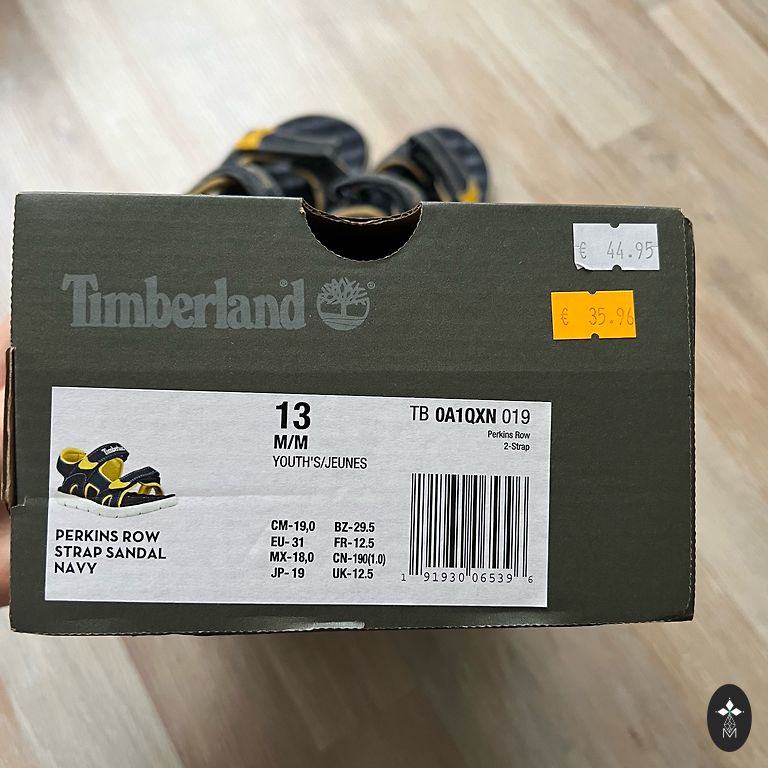 € 44.95
Timberland®
®
€ 35.96
Timberland
PERKINS ROW
STRAP SANDAL
NAVY
13
M/M
YOUTH'S/JEUNES
CM-19,0 BZ-29.5
EU- 31 FR-12.5
MX-18,0 CN-190(1.0)
JP- 19 UK-12.5
TB 0A1QXN 019
Perkins Row
2-Strap
1 91930 06539 6
M